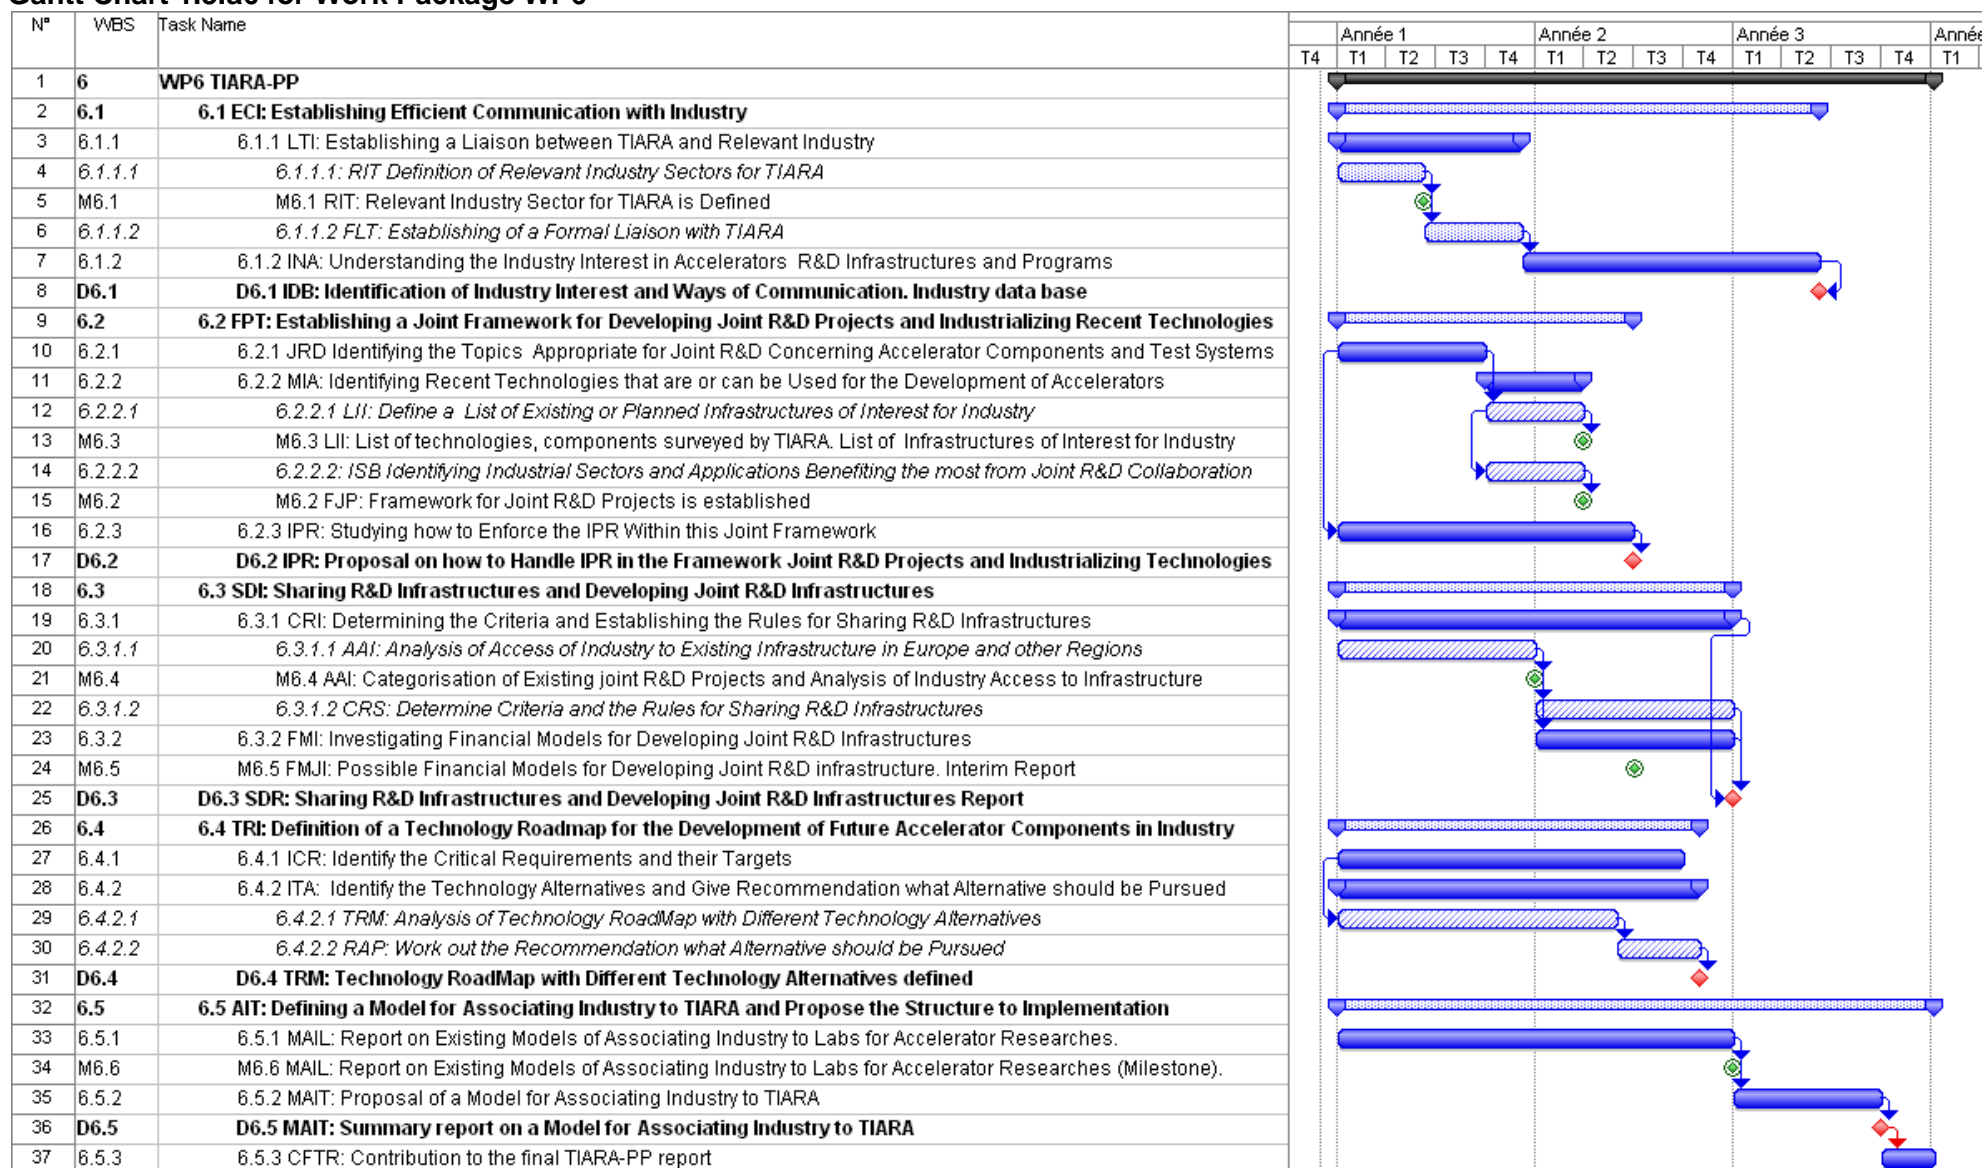 N° WBS Task Name Année 1 Année 2 Année 3 Année
T4 T1 T2 T3 T4 T1 T2 T3 T4 T1 T2 T3 T4 T1
1 6 WP6 TIARA-PP
2 6.1 6.1 ECI: Establishing Efficient Communication with Industry
3 6.1.1 6.1.1 LTI: Establishing a Liaison between TIARA and Relevant Industry
4 6.1.1.1 6.1.1.1: RIT Definition of Relevant Industry Sectors for TIARA
5 M6.1 M6.1 RIT: Relevant Industry Sector for TIARA is Defined
6 6.1.1.2 6.1.1.2 FLT: Establishing of a Formal Liaison with TIARA
7 6.1.2 6.1.2 INA: Understanding the Industry Interest in Accelerators R&D Infrastructures and Programs
8 D6.1 D6.1 IDB: Identification of Industry Interest and Ways of Communication. Industry data base
9 6.2 6.2 FPT: Establishing a Joint Framework for Developing Joint R&D Projects and Industrializing Recent Technologies
10 6.2.1 6.2.1 JRD Identifying the Topics Appropriate for Joint R&D Concerning Accelerator Components and Test Systems
11 6.2.2 6.2.2 MIA: Identifying Recent Technologies that are or can be Used for the Development of Accelerators
12 6.2.2.1 6.2.2.1 LII: Define a List of Existing or Planned Infrastructures of Interest for Industry
13 M6.3 M6.3 LII: List of technologies, components surveyed by TIARA. List of Infrastructures of Interest for Industry
14 6.2.2.2 6.2.2.2: ISB Identifying Industrial Sectors and Applications Benefiting the most from Joint R&D Collaboration
15 M6.2 M6.2 FJP: Framework for Joint R&D Projects is established
16 6.2.3 6.2.3 IPR: Studying how to Enforce the IPR Within this Joint Framework
17 D6.2 D6.2 IPR: Proposal on how to Handle IPR in the Framework Joint R&D Projects and Industrializing Technologies
18 6.3 6.3 SDI: Sharing R&D Infrastructures and Developing Joint R&D Infrastructures
19 6.3.1 6.3.1 CRI: Determining the Criteria and Establishing the Rules for Sharing R&D Infrastructures
20 6.3.1.1 6.3.1.1 AAI: Analysis of Access of Industry to Existing Infrastructure in Europe and other Regions
21 M6.4 M6.4 AAI: Categorisation of Existing joint R&D Projects and Analysis of Industry Access to Infrastructure
22 6.3.1.2 6.3.1.2 CRS: Determine Criteria and the Rules for Sharing R&D Infrastructures
23 6.3.2 6.3.2 FMI: Investigating Financial Models for Developing Joint R&D Infrastructures
24 M6.5 M6.5 FMJI: Possible Financial Models for Developing Joint R&D infrastructure. Interim Report
25 D6.3 D6.3 SDR: Sharing R&D Infrastructures and Developing Joint R&D Infrastructures Report
26 6.4 6.4 TRI: Definition of a Technology Roadmap for the Development of Future Accelerator Components in Industry
27 6.4.1 6.4.1 ICR: Identify the Critical Requirements and their Targets
28 6.4.2 6.4.2 ITA: Identify the Technology Alternatives and Give Recommendation what Alternative should be Pursued
29 6.4.2.1 6.4.2.1 TRM: Analysis of Technology RoadMap with Different Technology Alternatives
30 6.4.2.2 6.4.2.2 RAP: Work out the Recommendation what Alternative should be Pursued
31 D6.4 D6.4 TRM: Technology RoadMap with Different Technology Alternatives defined
32 6.5 6.5 AIT: Defining a Model for Associating Industry to TIARA and Propose the Structure to Implementation
33 6.5.1 6.5.1 MAIL: Report on Existing Models of Associating Industry to Labs for Accelerator Researches.
34 M6.6 M6.6 MAIL: Report on Existing Models of Associating Industry to Labs for Accelerator Researches (Milestone).
35 6.5.2 6.5.2 MAIT: Proposal of a Model for Associating Industry to TIARA
36 D6.5 D6.5 MAIT: Summary report on a Model for Associating Industry to TIARA
37 6.5.3 6.5.3 CFTR: Contribution to the final TIARA-PP report